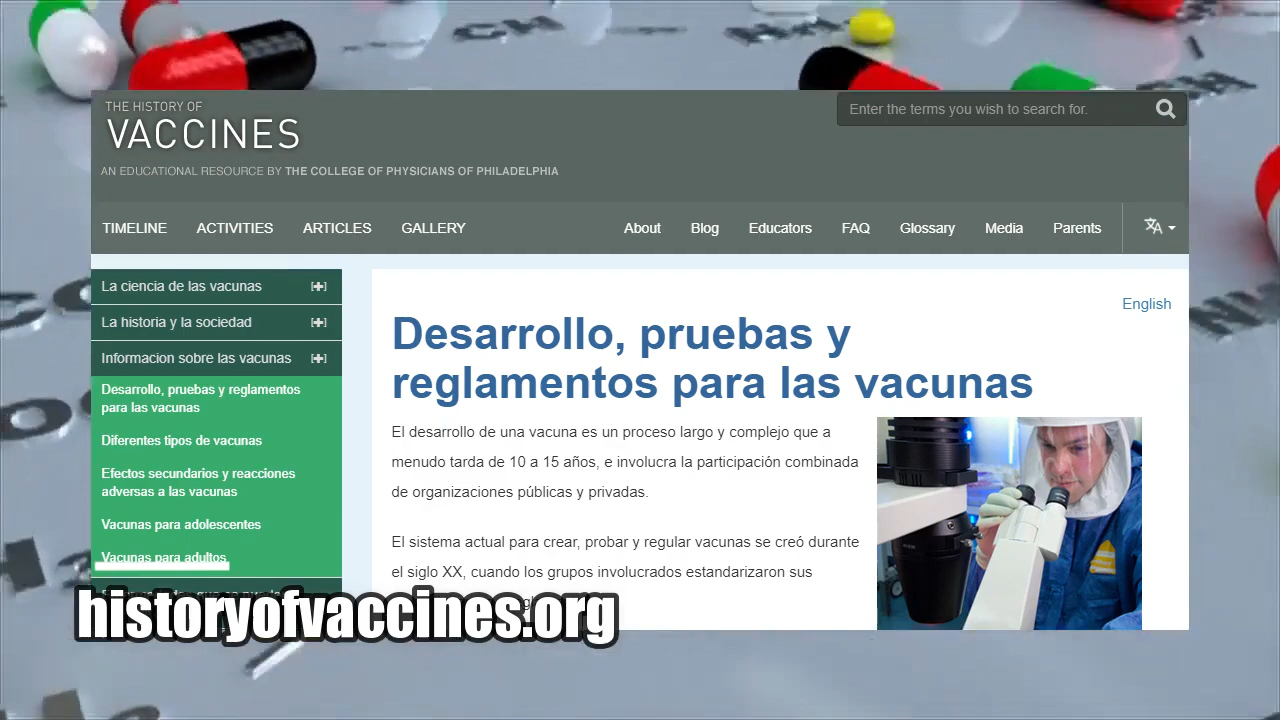 THE HISTORY OF
VACCINES
AN EDUCATIONAL RESOURCE BY THE COLLEGE OF PHYSICIANS OF PHILADELPHIA
Enter the terms you wish to search for.
TIMELINE ACTIVITIES ARTICLES GALLERY About Blog Educators FAQ Glossary Media Parents
La ciencia de las vacunas [+]
La historia y la sociedad [+]
Informacion sobre las vacunas [+]
Desarrollo, pruebas y reglamentos
para las vacunas
Diferentes tipos de vacunas
Efectos secundarios y reacciones
adversas a las vacunas
Vacunas para adolescentes
Vacunas para adultos
English
Desarrollo, pruebas y
reglamentos para las vacunas
El desarrollo de una vacuna es un proceso largo y complejo que a
menudo tarda de 10 a 15 años, e involucra la participación combinada
de organizaciones públicas y privadas.
El sistema actual para crear, probar y regular vacunas se creó durante
el siglo XX, cuando los grupos involucrados estandarizaron sus
historyofvaccines.org